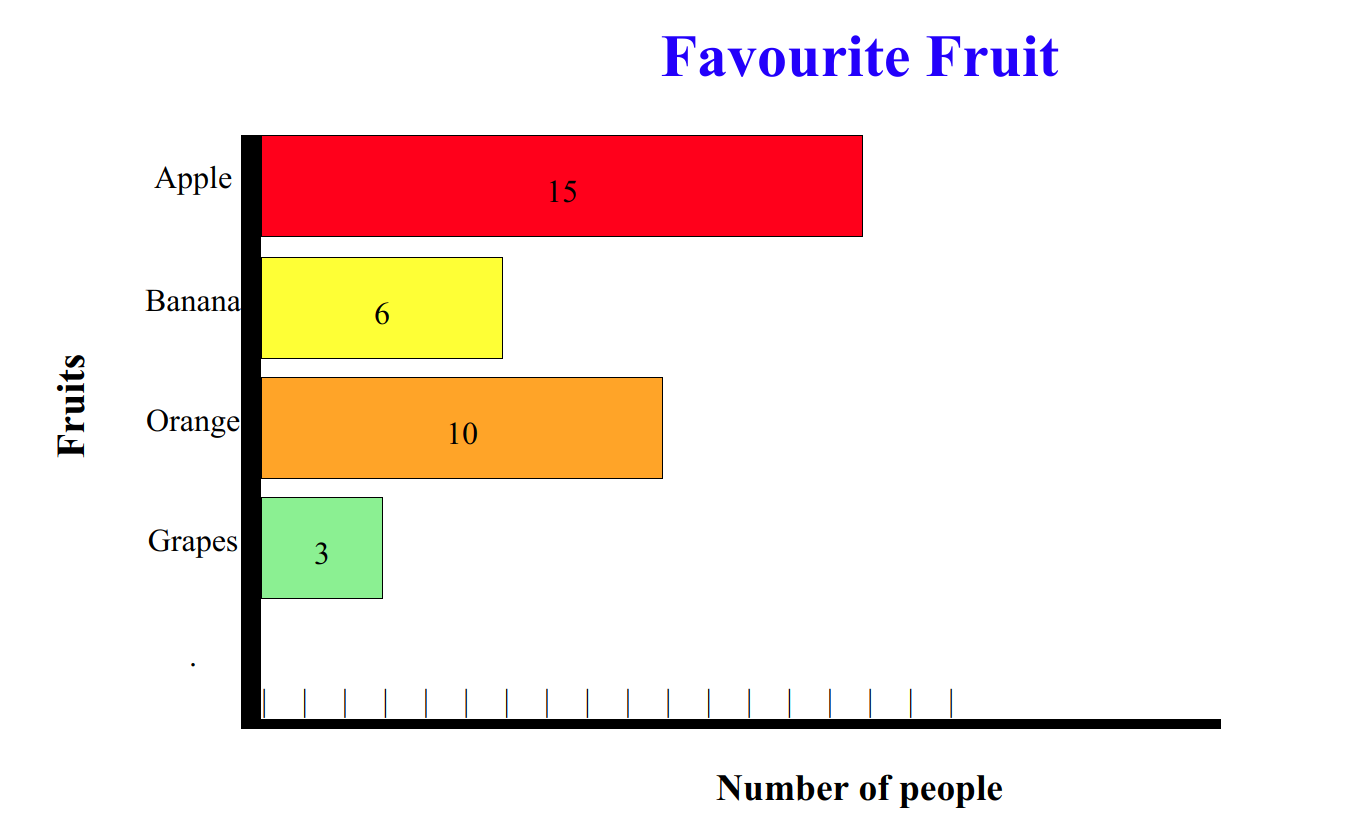 Favourite Fruit
Apple
15
Banana
6
Fruits
Orange
10
Grapes
3
.
| | | | | | | | | | | | | | | | | |
Number of people